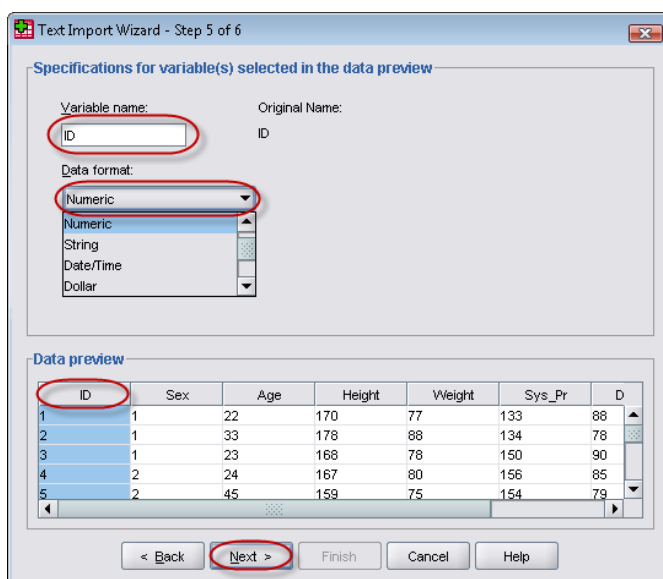 Text Import Wizard - Step 5 of 6
Specifications for variable(s) selected in the data preview
Variable name: Original Name:
ID ID
Data format:
Numeric
Numeric
String
Date/Time
Dollar
Data preview
ID Sex Age Height Weight Sys_Pr D
1 1 22 170 77 133 88
2 1 33 178 88 134 78
3 1 23 168 78 150 90
4 2 24 167 80 156 85
5 2 45 159 75 154 79
< Back Next > Finish Cancel Help